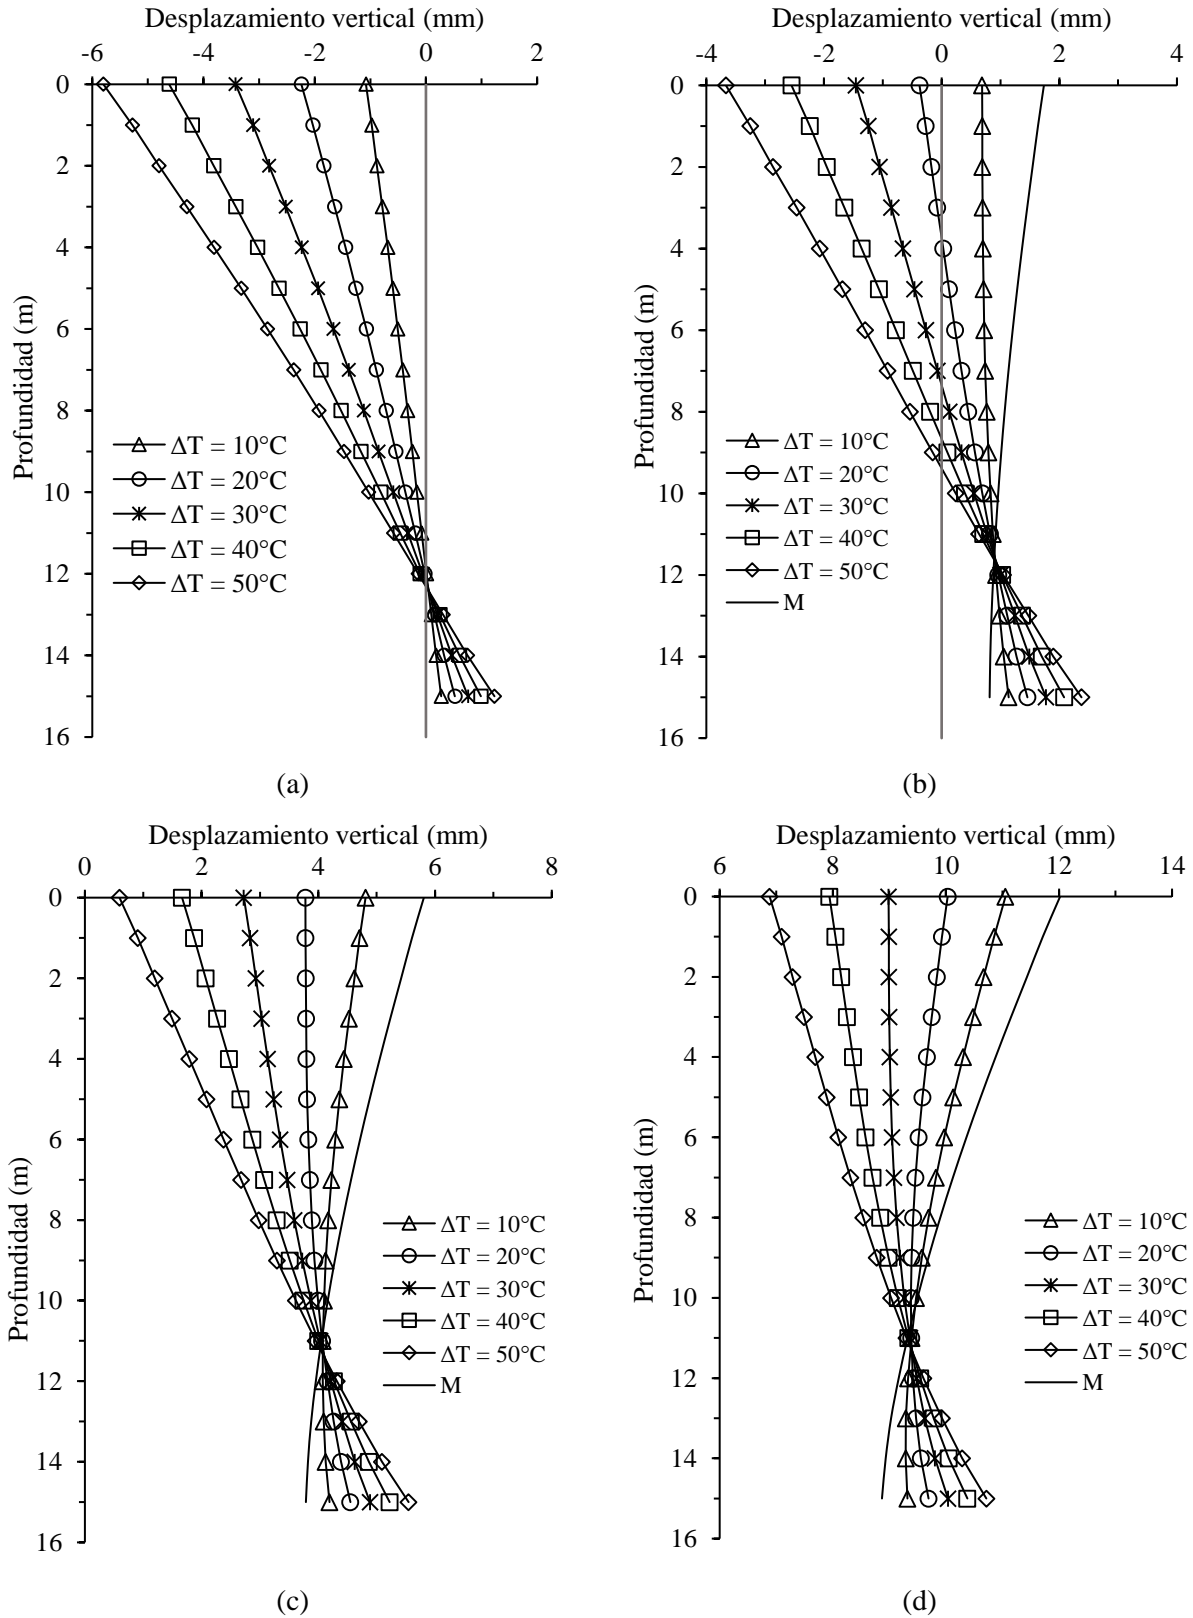 Desplazamiento vertical (mm)
-6 -4 -2 0 2
0
2
4
6
8
10
12
14
16
Profundidad (m)
ΔT = 10°C
ΔT = 20°C
ΔT = 30°C
ΔT = 40°C
ΔT = 50°C
(a)
Desplazamiento vertical (mm)
-4 -2 0 2 4
0
2
4
6
8
10
12
14
16
Profundidad (m)
ΔT = 10°C
ΔT = 20°C
ΔT = 30°C
ΔT = 40°C
ΔT = 50°C
M
(b)
Desplazamiento vertical (mm)
0 2 4 6 8
0
2
4
6
8
10
12
14
16
Profundidad (m)
ΔT = 10°C
ΔT = 20°C
ΔT = 30°C
ΔT = 40°C
ΔT = 50°C
M
(c)
Desplazamiento vertical (mm)
6 8 10 12 14
0
2
4
6
8
10
12
14
16
Profundidad (m)
ΔT = 10°C
ΔT = 20°C
ΔT = 30°C
ΔT = 40°C
ΔT = 50°C
M
(d)